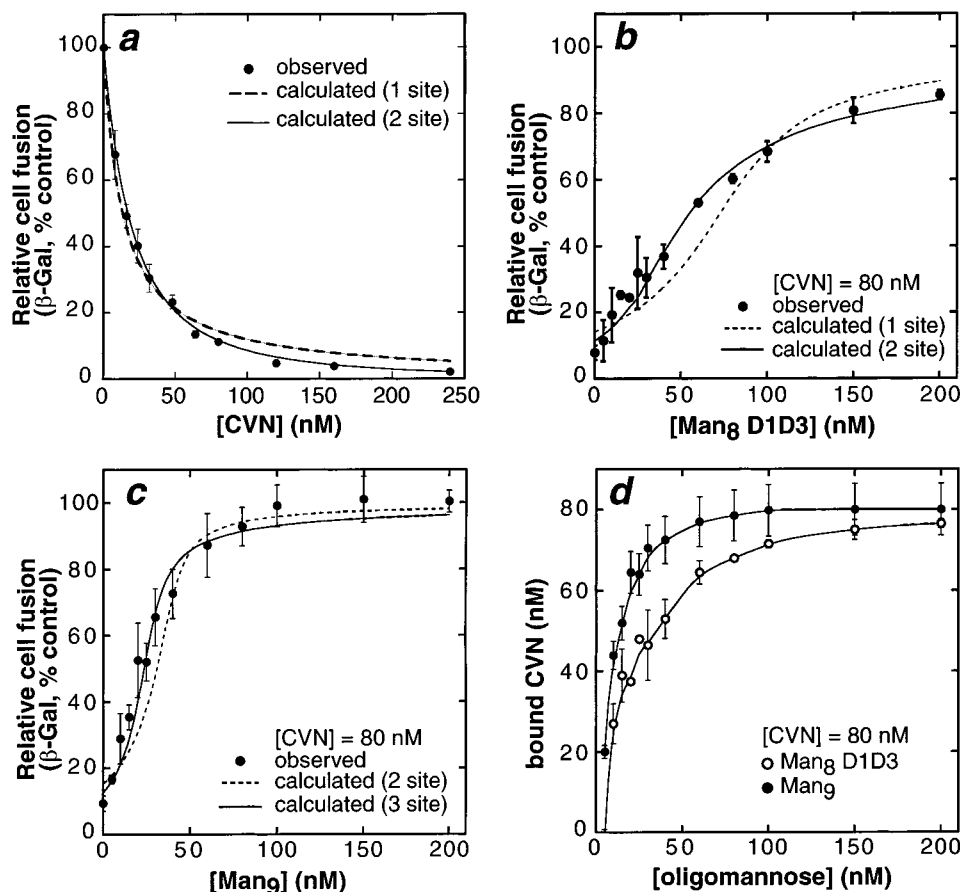 a
observed
calculated (1 site)
calculated (2 site)
Relative cell fusion
(β-Gal, % control)
100
80
60
40
20
0
0 50 100 150 200 250
[CVN] (nM)
b
[CVN] = 80 nM
observed
calculated (1 site)
calculated (2 site)
Relative cell fusion
(β-Gal, % control)
100
80
60
40
20
0
0 50 100 150 200
[Man8 D1D3] (nM)
c
[CVN] = 80 nM
observed
calculated (2 site)
calculated (3 site)
Relative cell fusion
(β-Gal, % control)
100
80
60
40
20
0
0 50 100 150 200
[Man9] (nM)
d
[CVN] = 80 nM
Man8 D1D3
Man9
bound CVN (nM)
80
60
40
20
0
0 50 100 150 200
[oligomannose] (nM)